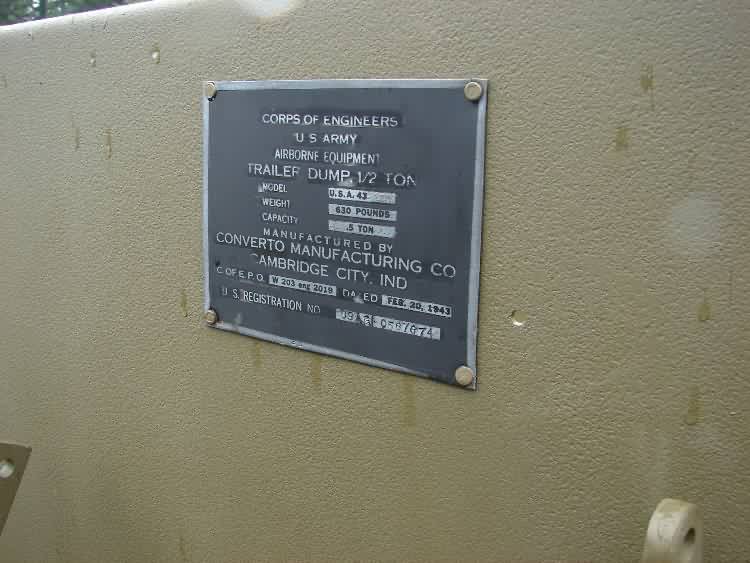 CORPS OF ENGINEERS
U S ARMY
AIRBORNE EQUIPMENT
TRAILER DUMP, 1/2 TON
MODEL U.S.A. 43
WEIGHT 630 POUNDS
CAPACITY .5 TON
MANUFACTURED BY
CONVERTO MANUFACTURING CO
CAMBRIDGE CITY, IND
C OF E. P. O. W 203 eng 2019 DATED FEB. 20, 1943
U. S. REGISTRATION NO.